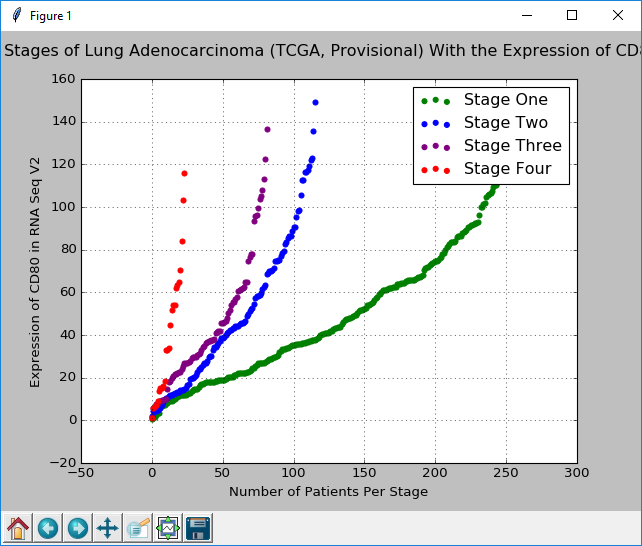 Figure 1
Stages of Lung Adenocarcinoma (TCGA, Provisional) With the Expression of CD8
160
140
120
100
80
60
40
20
0
−20
Expression of CD80 in RNA Seq V2
Stage One
Stage Two
Stage Three
Stage Four
−50 0 50 100 150 200 250 300
Number of Patients Per Stage